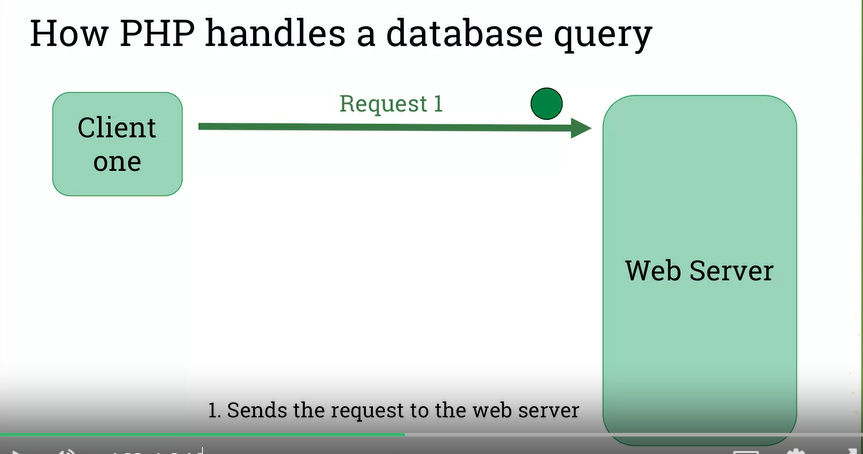 How PHP handles a database query
Request 1
Client
one
Web Server
1. Sends the request to the web server